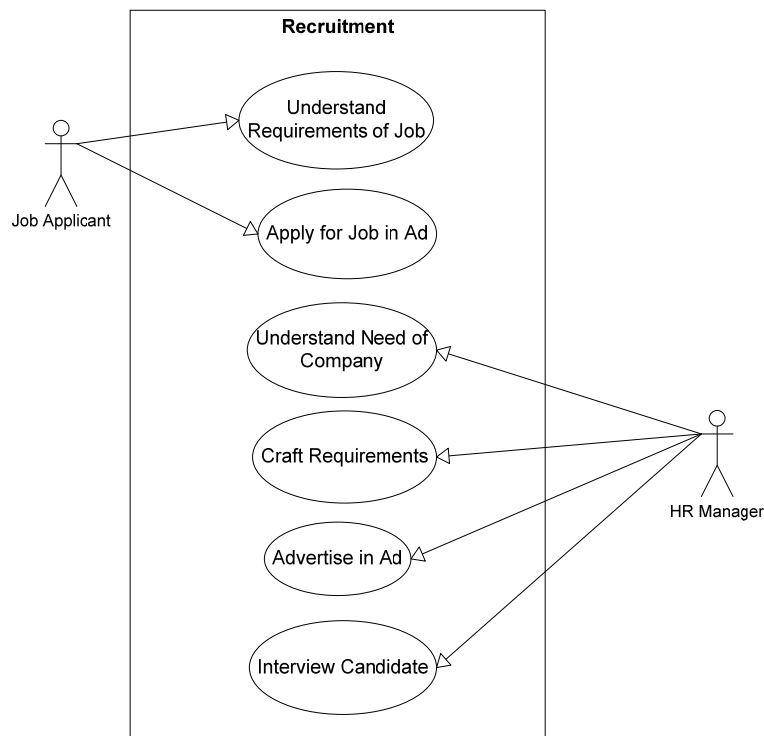 Recruitment
Understand
Requirements of Job
Job Applicant
Apply for Job in Ad
Understand Need of
Company
Craft Requirements
HR Manager
Advertise in Ad
Interview Candidate